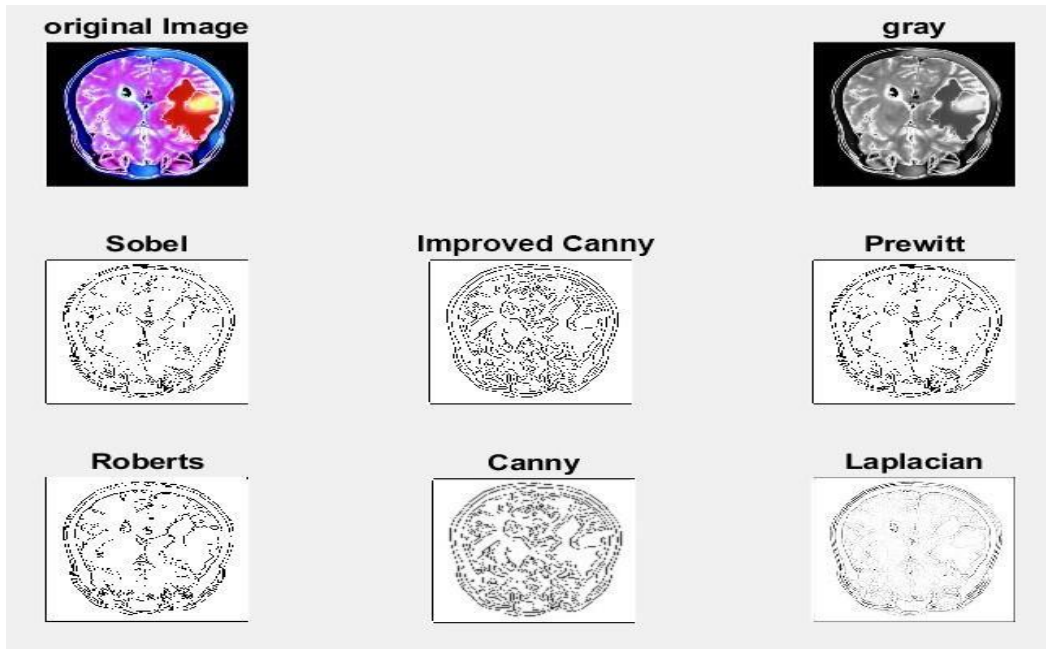 original Image
gray
Sobel
Improved Canny
Prewitt
Roberts
Canny
Laplacian